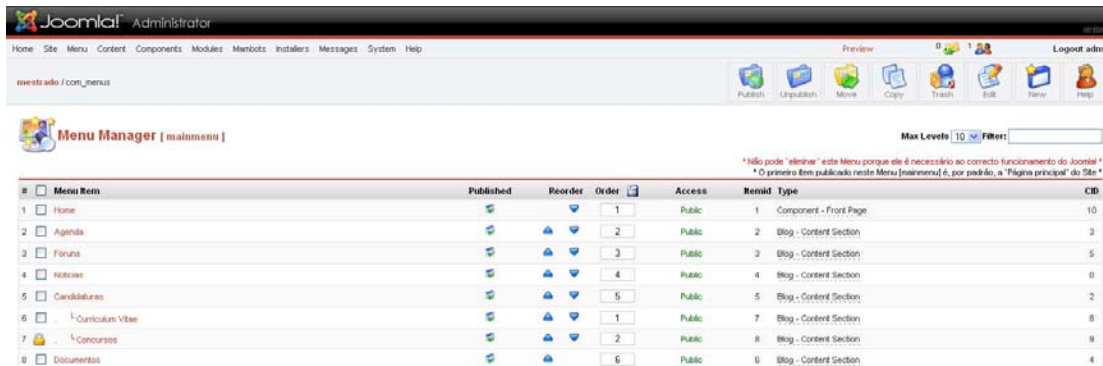 Joomla! Administrator
Home Site Menu Content Components Modules Mambots Installers Messages System Help Preview 0 1 Logout adm
mestrado / com_menus
Publish Unpublish Move Copy Trash Edit New Help
Menu Manager [ mainmenu ]
Max Levels 10 Filter:
* Não pode `eliminar´ este Menu porque ele é necessário ao correcto funcionamento do Joomla! *
* O primeiro item publicado neste Menu [mainmenu] é, por padrão, a "Página principal" do Site *
# Menu Item Published Reorder Order Access Itemid Type CID
1 Home 1 Public 1 Component - Front Page 10
2 Agenda 2 Public 2 Blog - Content Section 3
3 Foruns 3 Public 3 Blog - Content Section 5
4 Noticias 4 Public 4 Blog - Content Section 0
5 Candidaturas 5 Public 5 Blog - Content Section 2
6 . Curriculum Vitae 1 Public 7 Blog - Content Section 8
7 . Concursos 2 Public 8 Blog - Content Section 9
8 Documentos 6 Public 6 Blog - Content Section 4